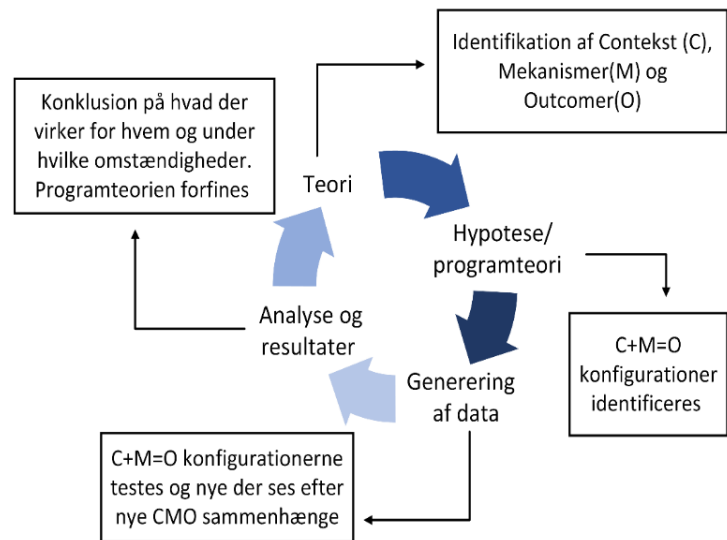 Identifikation af Contekst (C),
Mekanismer(M) og
Outcomer(O)
Konklusion på hvad der
virker for hvem og under
hvilke omstændigheder.
Programteorien forfines
Teori
Hypotese/
programteori
Analyse og
resultater
Generering
af data
C+M=O
konfigurationer
identificeres
C+M=O konfigurationerne
testes og nye der ses efter
nye CMO sammenhænge